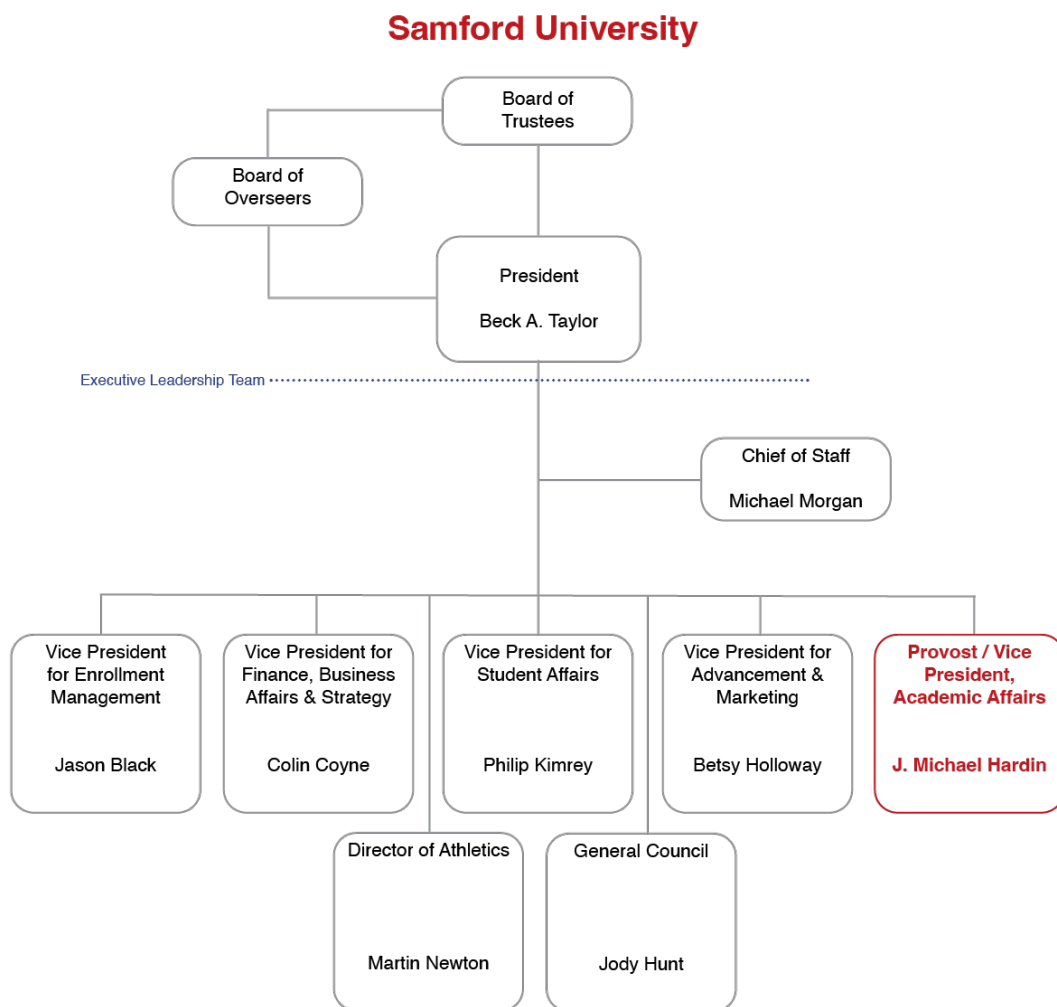 Samford University
Board of
Trustees
Board of
Overseers
President
Beck A. Taylor
Executive Leadership Team
Chief of Staff
Michael Morgan
Vice President
for Enrollment
Management
Jason Black
Vice President for
Finance, Business
Affairs & Strategy
Colin Coyne
Vice President for
Student Affairs
Philip Kimrey
Vice President for
Advancement &
Marketing
Betsy Holloway
Provost / Vice
President,
Academic Affairs
J. Michael Hardin
Director of Athletics
Martin Newton
General Council
Jody Hunt